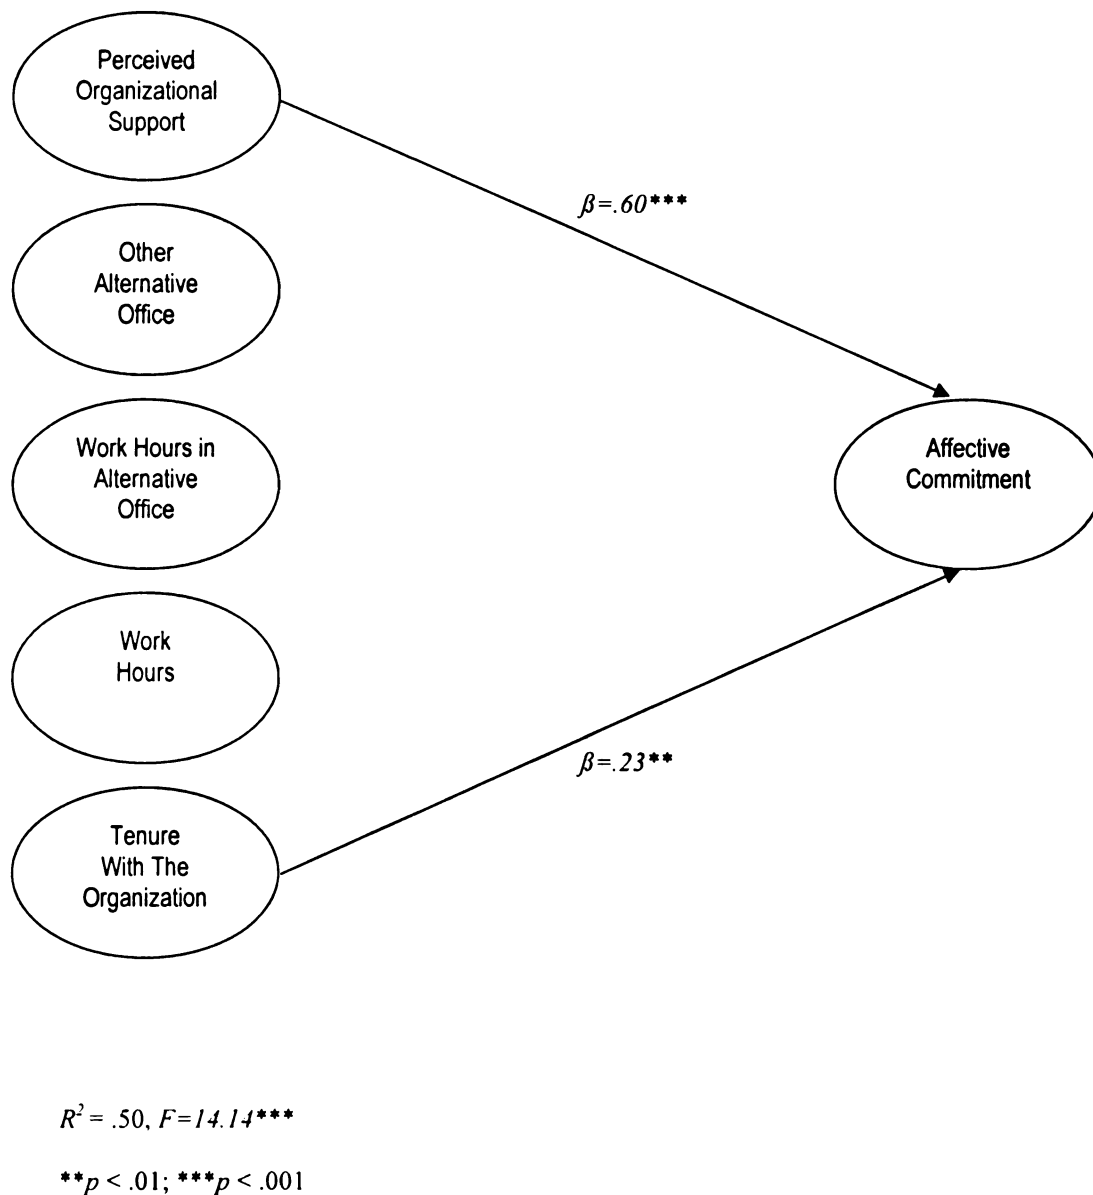 Perceived
Organizational
Support
β=.60***
Other
Alternative
Office
Work Hours in
Alternative
Office
Affective
Commitment
Work
Hours
β=.23**
Tenure
With The
Organization
R² = .50, F=14.14***
**p < .01; ***p < .001